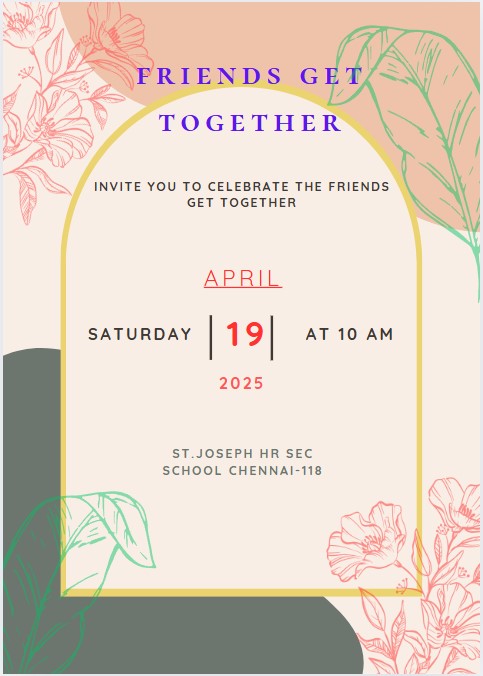 FRIENDS GET
TOGETHER
INVITE YOU TO CELEBRATE THE FRIENDS
GET TOGETHER
APRIL
SATURDAY | 19 | AT 10 AM
2025
ST.JOSEPH HR SEC
SCHOOL CHENNAI-118